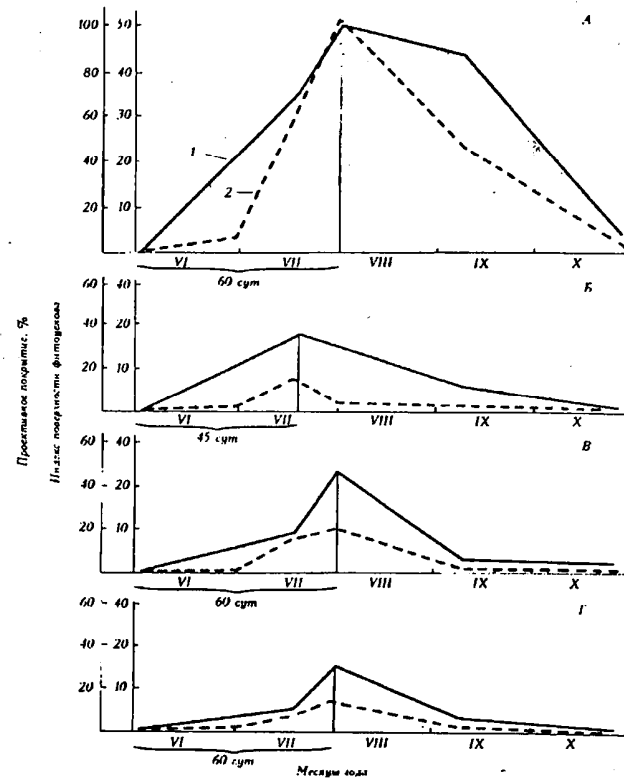 Проективное покрытие, %
Индекс поверхности фитоценоза
А
100 50
80 40
60 30
40 20
20 10
1
2
VI VII VIII IX X
60 сут
Б
60 40
40 20
20 10
VI VII VIII IX X
45 сут
В
60 40
40 20
20 10
VI VII VIII IX X
60 сут
Г
60 40
40 20
20 10
VI VII VIII IX X
60 сут
Месяцы года